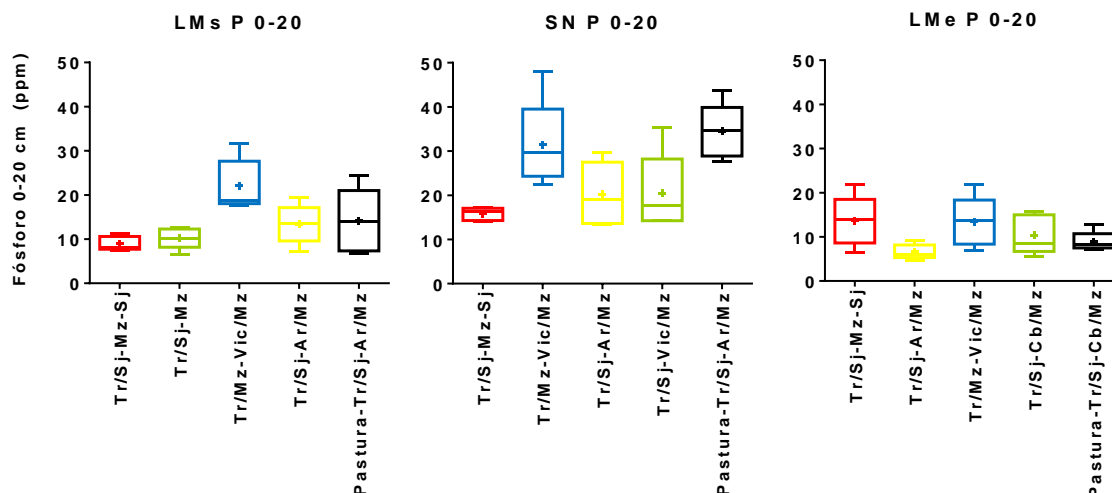 LMs P 0-20
SN P 0-20
LMe P 0-20
Fósforo 0-20 cm (ppm)
50
40
30
20
10
0
Tr/Sj-Mz-Sj
Tr/Sj-Mz
Tr/Mz-Vic/Mz
Tr/Sj-Ar/Mz
Pastura-Tr/Sj-Ar/Mz
50
40
30
20
10
0
Tr/Sj-Mz-Sj
Tr/Mz-Vic/Mz
Tr/Sj-Ar/Mz
Tr/Sj-Vic/Mz
Pastura-Tr/Sj-Ar/Mz
50
40
30
20
10
0
Tr/Sj-Mz-Sj
Tr/Sj-Ar/Mz
Tr/Mz-Vic/Mz
Tr/Sj-Cb/Mz
Pastura-Tr/Sj-Cb/Mz